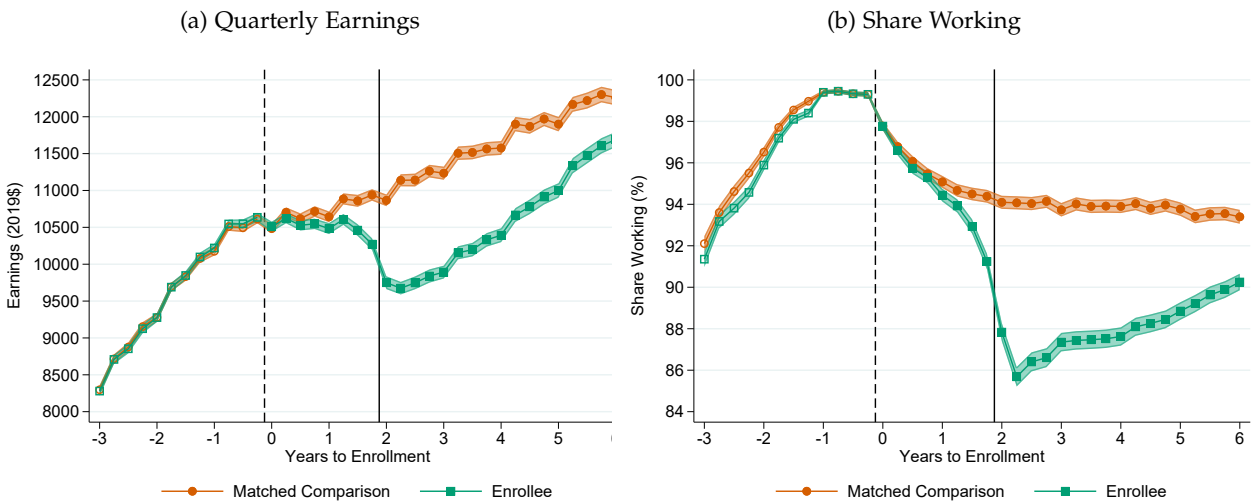 (a) Quarterly Earnings
12500
12000
11500
11000
10500
10000
9500
9000
8500
8000
Earnings (2019$)
-3 -2 -1 0 1 2 3 4 5
Years to Enrollment
Matched Comparison Enrollee
(b) Share Working
100
98
96
94
92
90
88
86
84
Share Working (%)
-3 -2 -1 0 1 2 3 4 5 6
Years to Enrollment
Matched Comparison Enrollee